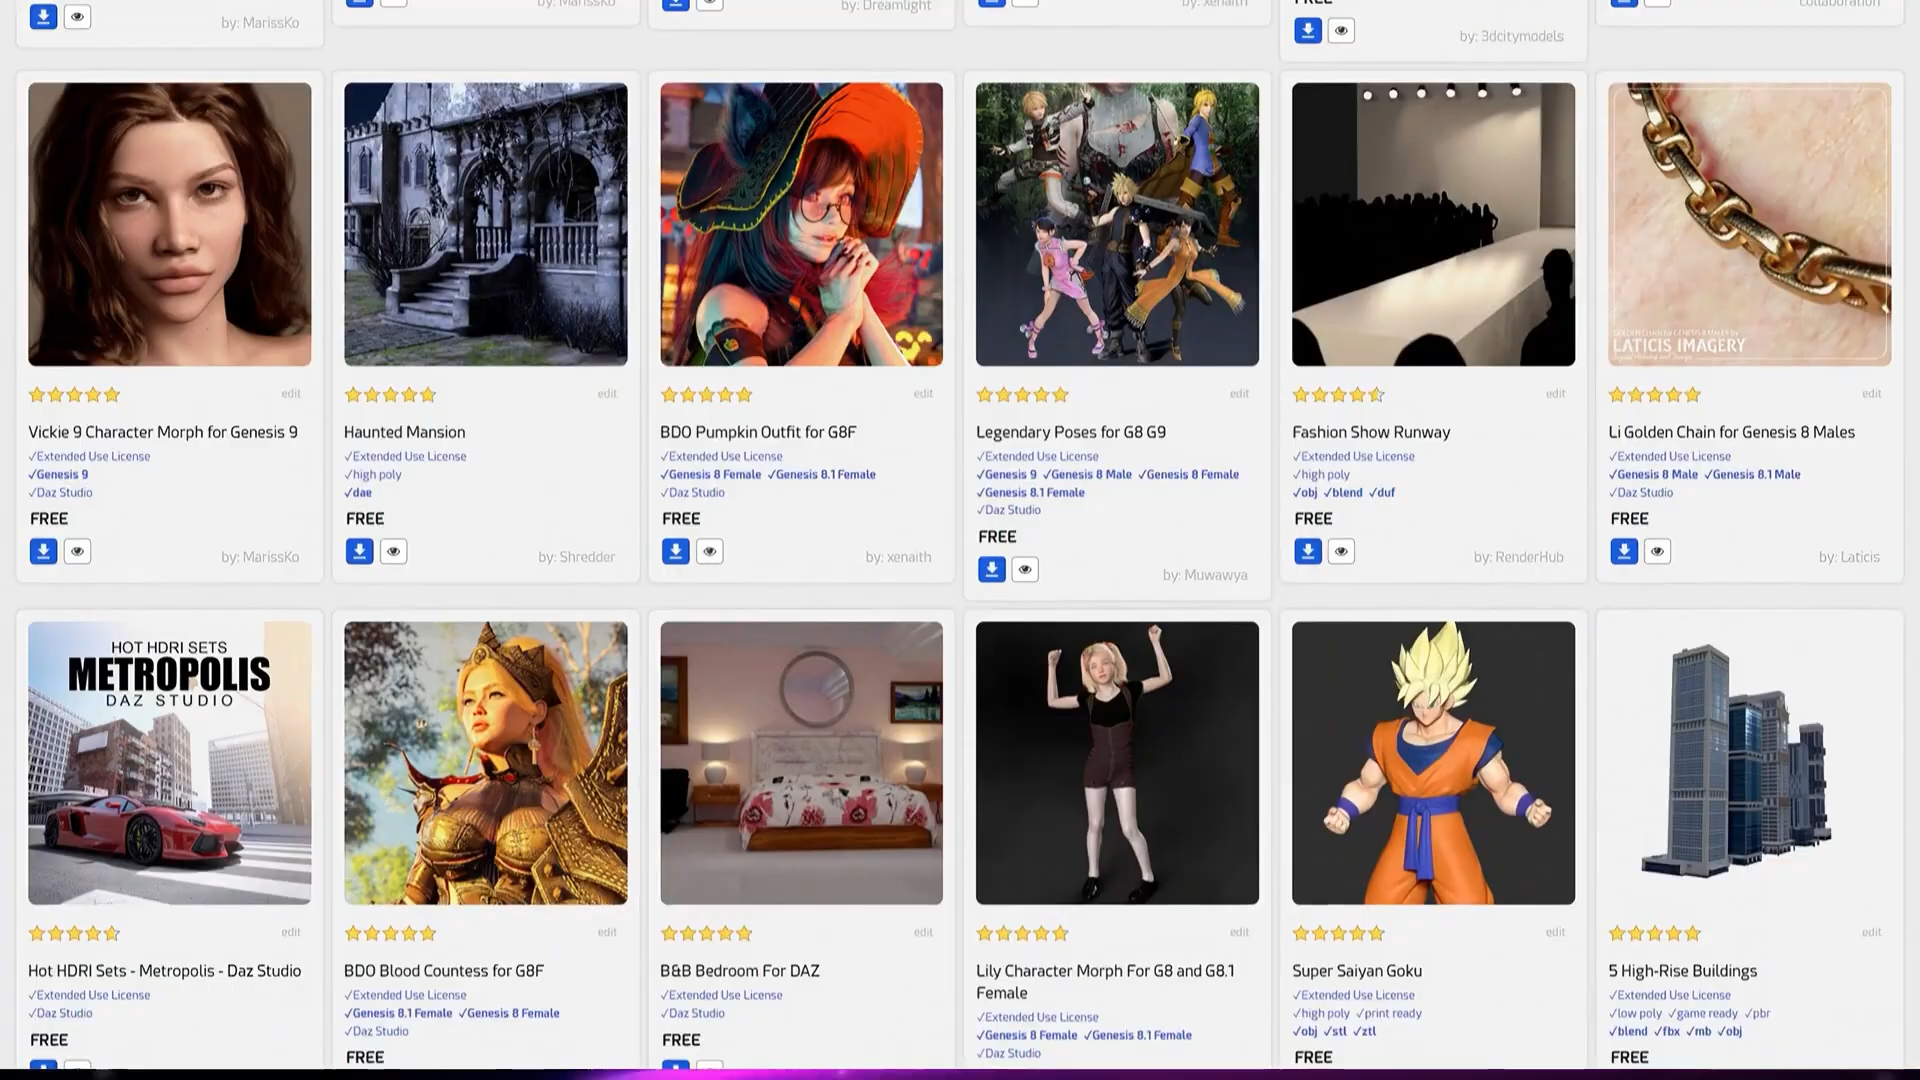 by: MarissKo
by: MarissKo
by: Dreamlight
by: xenaith
FREE
by: 3dcitymodels
collaboration
LATICIS IMAGERY
edit
edit
edit
edit
edit
edit
Vickie 9 Character Morph for Genesis 9
Haunted Mansion
BDO Pumpkin Outfit for G8F
Legendary Poses for G8 G9
Fashion Show Runway
Li Golden Chain for Genesis 8 Males
✓Extended Use License
✓Extended Use License
✓Extended Use License
✓Extended Use License
✓Extended Use License
✓Extended Use License
✓Genesis 9
✓high poly
✓Genesis 8 Female ✓Genesis 8.1 Female
✓Genesis 9 ✓Genesis 8 Male ✓Genesis 8 Female
✓high poly
✓Genesis 8 Male ✓Genesis 8.1 Male
✓Daz Studio
✓dae
✓Daz Studio
✓Genesis 8.1 Female
✓obj ✓blend ✓duf
✓Daz Studio
✓Daz Studio
FREE
FREE
FREE
FREE
FREE
FREE
by: MarissKo
by: Shredder
by: xenaith
by: Muwawya
by: RenderHub
by: Laticis
HOT HDRI SETS
METROPOLIS
DAZ STUDIO
edit
edit
edit
edit
edit
edit
Hot HDRI Sets - Metropolis - Daz Studio
BDO Blood Countess for G8F
B&B Bedroom For DAZ
Lily Character Morph For G8 and G8.1
Female
Super Saiyan Goku
5 High-Rise Buildings
✓Extended Use License
✓Extended Use License
✓Extended Use License
✓Extended Use License
✓Extended Use License
✓Extended Use License
✓Daz Studio
✓Genesis 8.1 Female ✓Genesis 8 Female
✓Daz Studio
✓Genesis 8 Female ✓Genesis 8.1 Female
✓high poly ✓print ready
✓low poly ✓game ready ✓pbr
✓Daz Studio
✓Daz Studio
✓obj ✓stl ✓ztl
✓blend ✓fbx ✓mb ✓obj
FREE
FREE
FREE
FREE
FREE